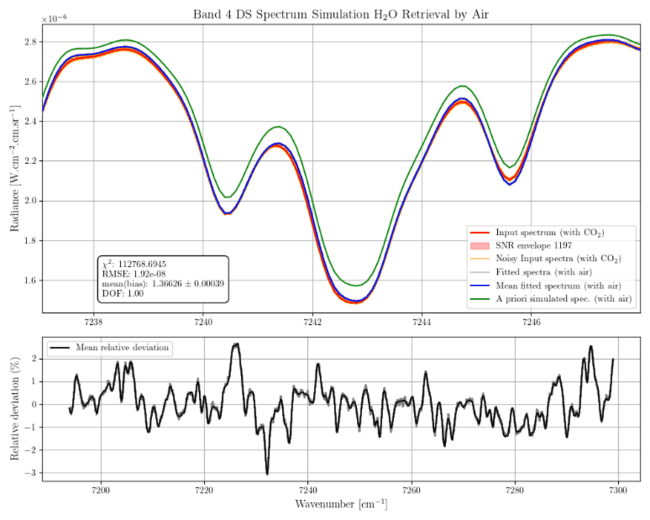 Band 4 DS Spectrum Simulation H₂O Retrieval by Air
×10⁻⁶
2.8
2.6
2.4
2.2
2.0
1.8
1.6
Radiance [W.cm⁻².cm.sr⁻¹]
χ²: 112768.6945
RMSE: 1.92e-08
mean(bias): 1.36626 ± 0.00039
DOF: 1.00
Input spectrum (with CO₂)
SNR envelope 1197
Noisy Input spectra (with CO₂)
Fitted spectra (with air)
Mean fitted spectrum (with air)
A priori simulated spec. (with air)
7238 7240 7242 7244 7246
Mean relative deviation
2
1
0
−1
−2
−3
Relative deviation (%)
7200 7220 7240 7260 7280 7300
Wavenumber [cm⁻¹]